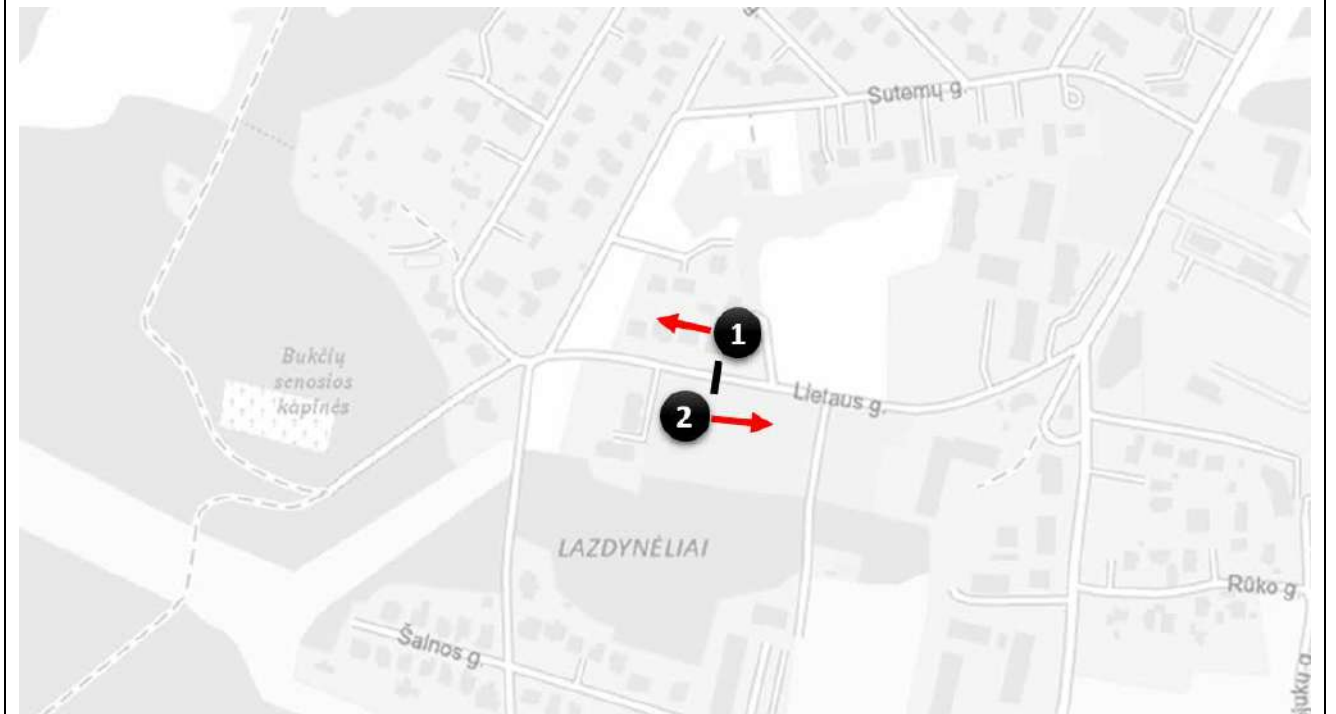 Sutemų g.
1
Bukčių
senosios
kapinės
Lietaus g.
2
LAZDYNĖLIAI
Rūko g.
Šalnos g.